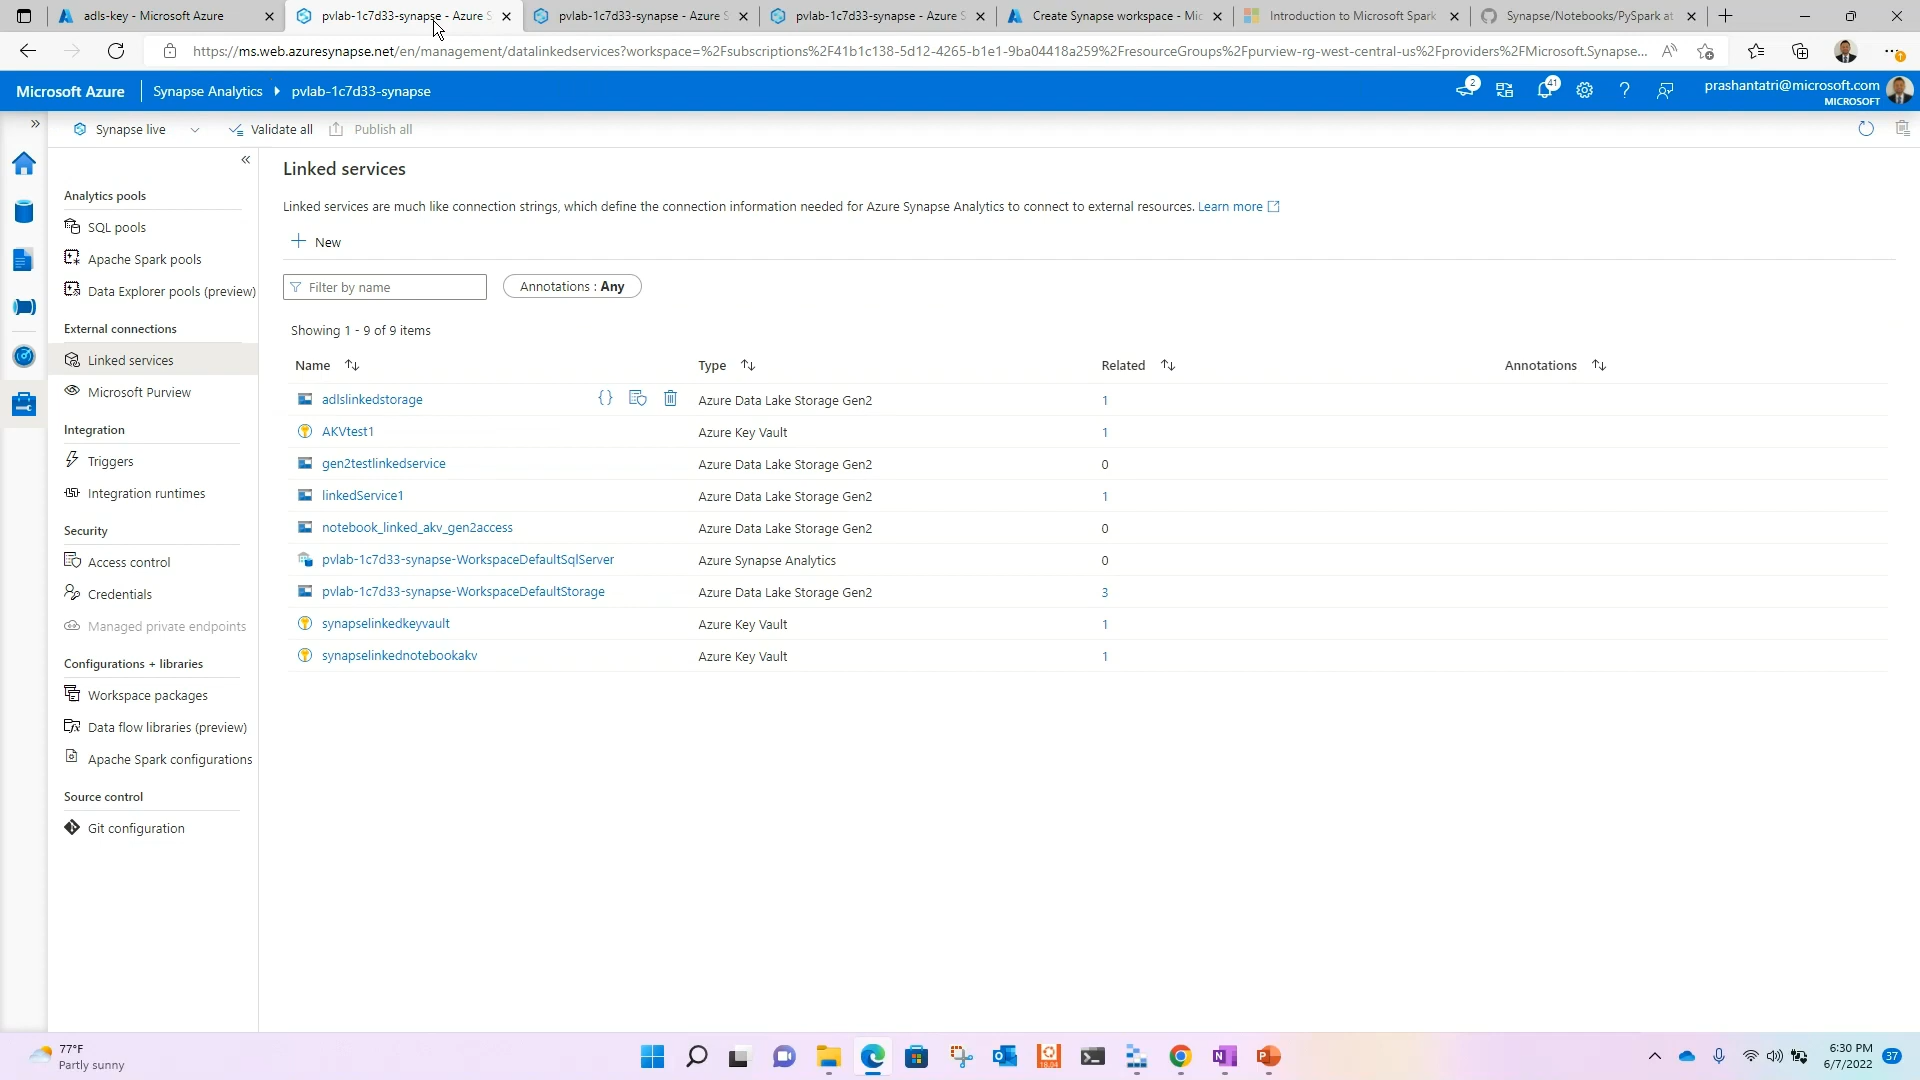 adls-key - Microsoft Azure
pvlab-1c7d33-synapse - Azure S
pvlab-1c7d33-synapse - Azure S
pvlab-1c7d33-synapse - Azure S
Create Synapse workspace - Mic
Introduction to Microsoft Spark
Synapse/Notebooks/PySpark at
https://ms.web.azuresynapse.net/en/management/datalinkedservices?workspace=%2Fsubscriptions%2F41b1c138-5d12-4265-b1e1-9ba04418a259%2FresourceGroups%2Fpurview-rg-west-central-us%2Fproviders%2FMicrosoft.Synapse...
Microsoft Azure
Synapse Analytics
pvlab-1c7d33-synapse
2
41
prashantatri@microsoft.com
MICROSOFT
Synapse live
Validate all
Publish all
Analytics pools
SQL pools
Apache Spark pools
Data Explorer pools (preview)
External connections
Linked services
Microsoft Purview
Integration
Triggers
Integration runtimes
Security
Access control
Credentials
Managed private endpoints
Configurations + libraries
Workspace packages
Data flow libraries (preview)
Apache Spark configurations
Source control
Git configuration
Linked services
Linked services are much like connection strings, which define the connection information needed for Azure Synapse Analytics to connect to external resources. Learn more
New
Filter by name
Annotations : Any
Showing 1 - 9 of 9 items
Name Type Related Annotations
adlslinkedstorage {} Azure Data Lake Storage Gen2 1
AKVtest1 Azure Key Vault 1
gen2testlinkedservice Azure Data Lake Storage Gen2 0
linkedService1 Azure Data Lake Storage Gen2 1
notebook_linked_akv_gen2access Azure Data Lake Storage Gen2 0
pvlab-1c7d33-synapse-WorkspaceDefaultSqlServer Azure Synapse Analytics 0
pvlab-1c7d33-synapse-WorkspaceDefaultStorage Azure Data Lake Storage Gen2 3
synapselinkedkeyvault Azure Key Vault 1
synapselinkednotebookakv Azure Key Vault 1
77°F
Partly sunny
18.04
6:30 PM
6/7/2022
37